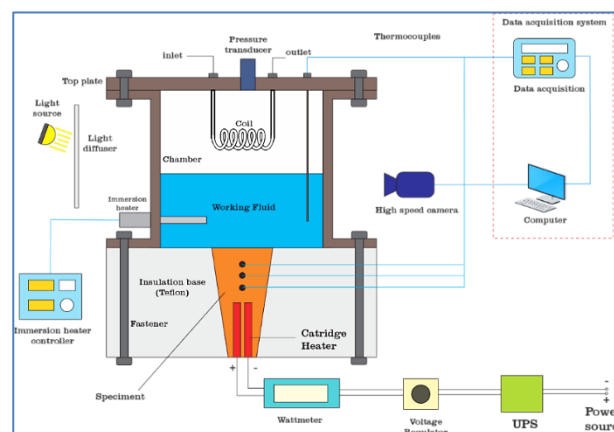 Data acquisition system
Pressure
transducer
inlet
outlet
Thermocouples
Top plate
Light
source
Light
diffuser
Coil
Chamber
Data acquisition
Immersion
heater
Working Fluid
High speed camera
Computer
Insulation base
(Teflon)
Immersion heater
controller
Fastener
Catridge
Heater
Speciment
+ -
Wattmeter
Voltage
Regulator
UPS
-
+
Power
sourc